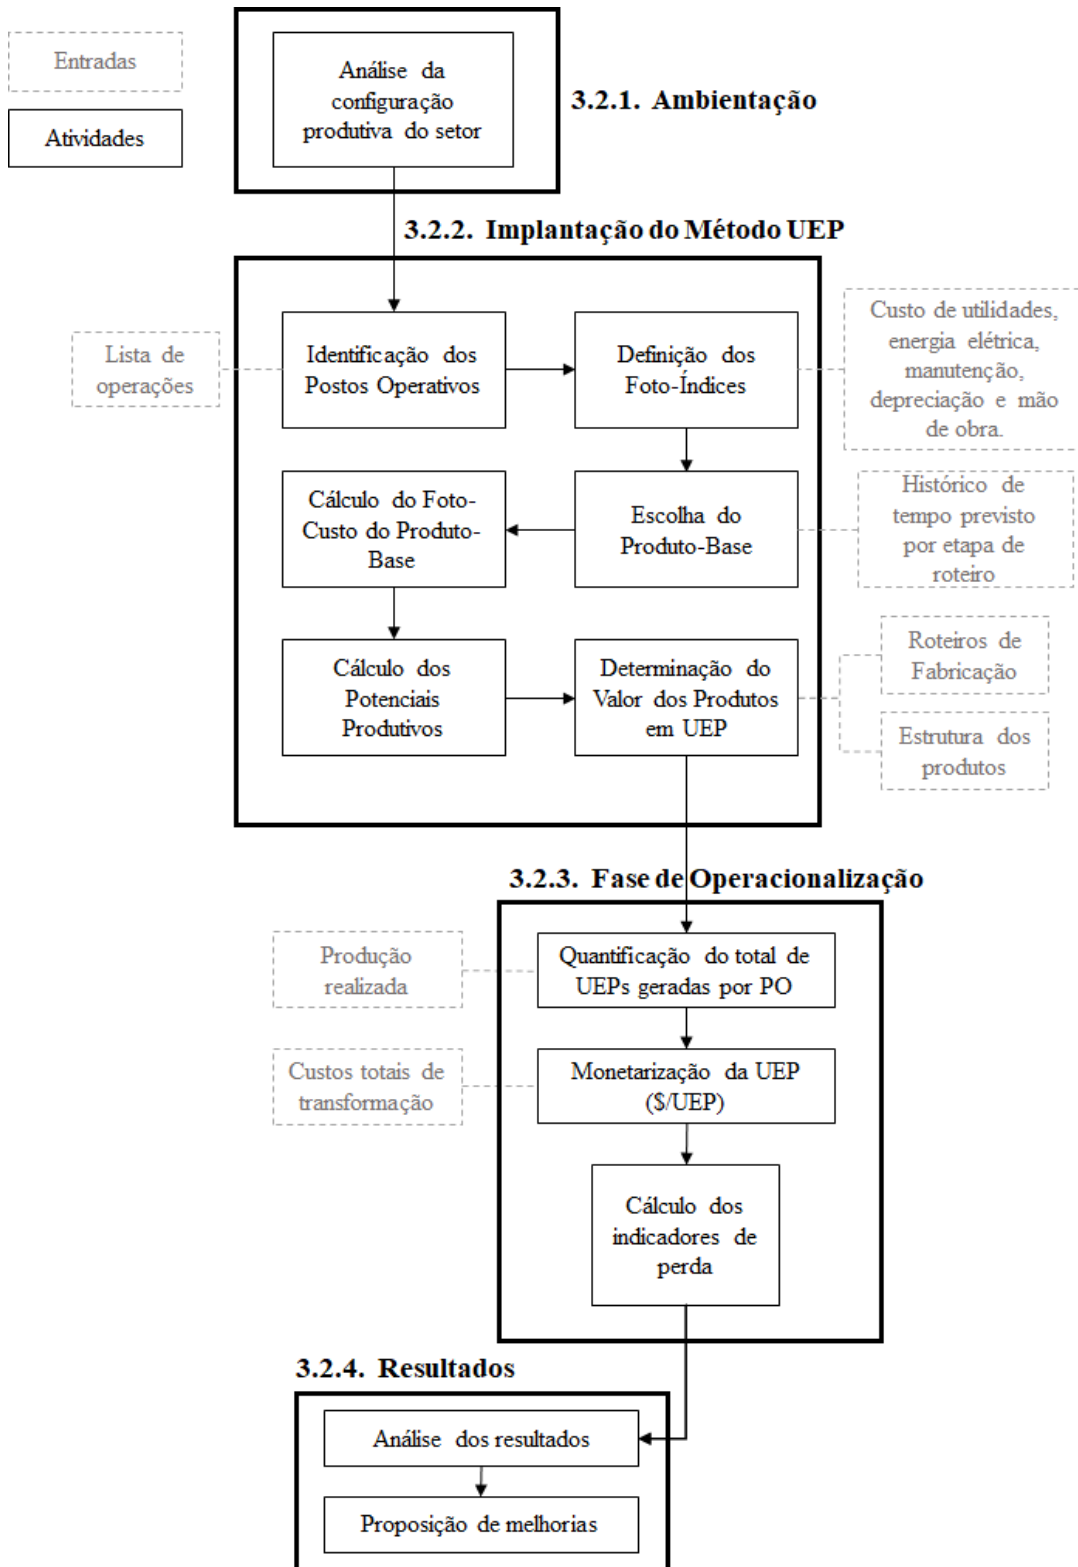 Entradas
Atividades
Análise da
configuração
produtiva do setor
3.2.1. Ambientação
3.2.2. Implantação do Método UEP
Lista de
operações
Identificação dos
Postos Operativos
Definição dos
Foto-Índices
Custo de utilidades,
energia elétrica,
manutenção,
depreciação e mão
de obra.
Cálculo do Foto-
Custo do Produto-
Base
Escolha do
Produto-Base
Histórico de
tempo previsto
por etapa de
roteiro
Cálculo dos
Potenciais
Produtivos
Determinação do
Valor dos Produtos
em UEP
Roteiros de
Fabricação
Estrutura dos
produtos
3.2.3. Fase de Operacionalização
Produção
realizada
Quantificação do total de
UEPs geradas por PO
Custos totais de
transformação
Monetarização da UEP
($/UEP)
Cálculo dos
indicadores de
perda
3.2.4. Resultados
Análise dos resultados
Proposição de melhorias